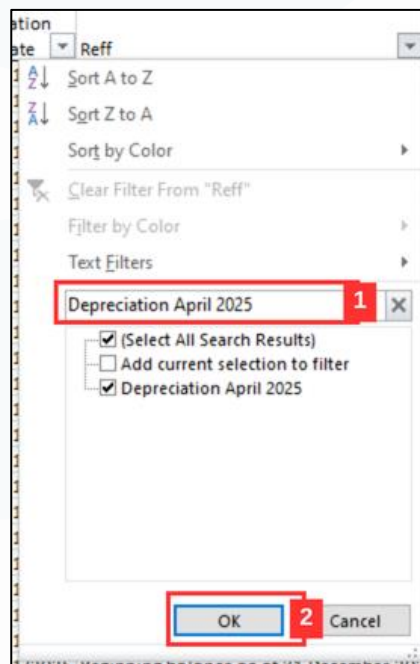 ation
ate Reff
Sort A to Z
Sort Z to A
Sort by Color
Clear Filter From "Reff"
Filter by Color
Text Filters
Depreciation April 2025 1
(Select All Search Results)
Add current selection to filter
Depreciation April 2025
OK 2 Cancel